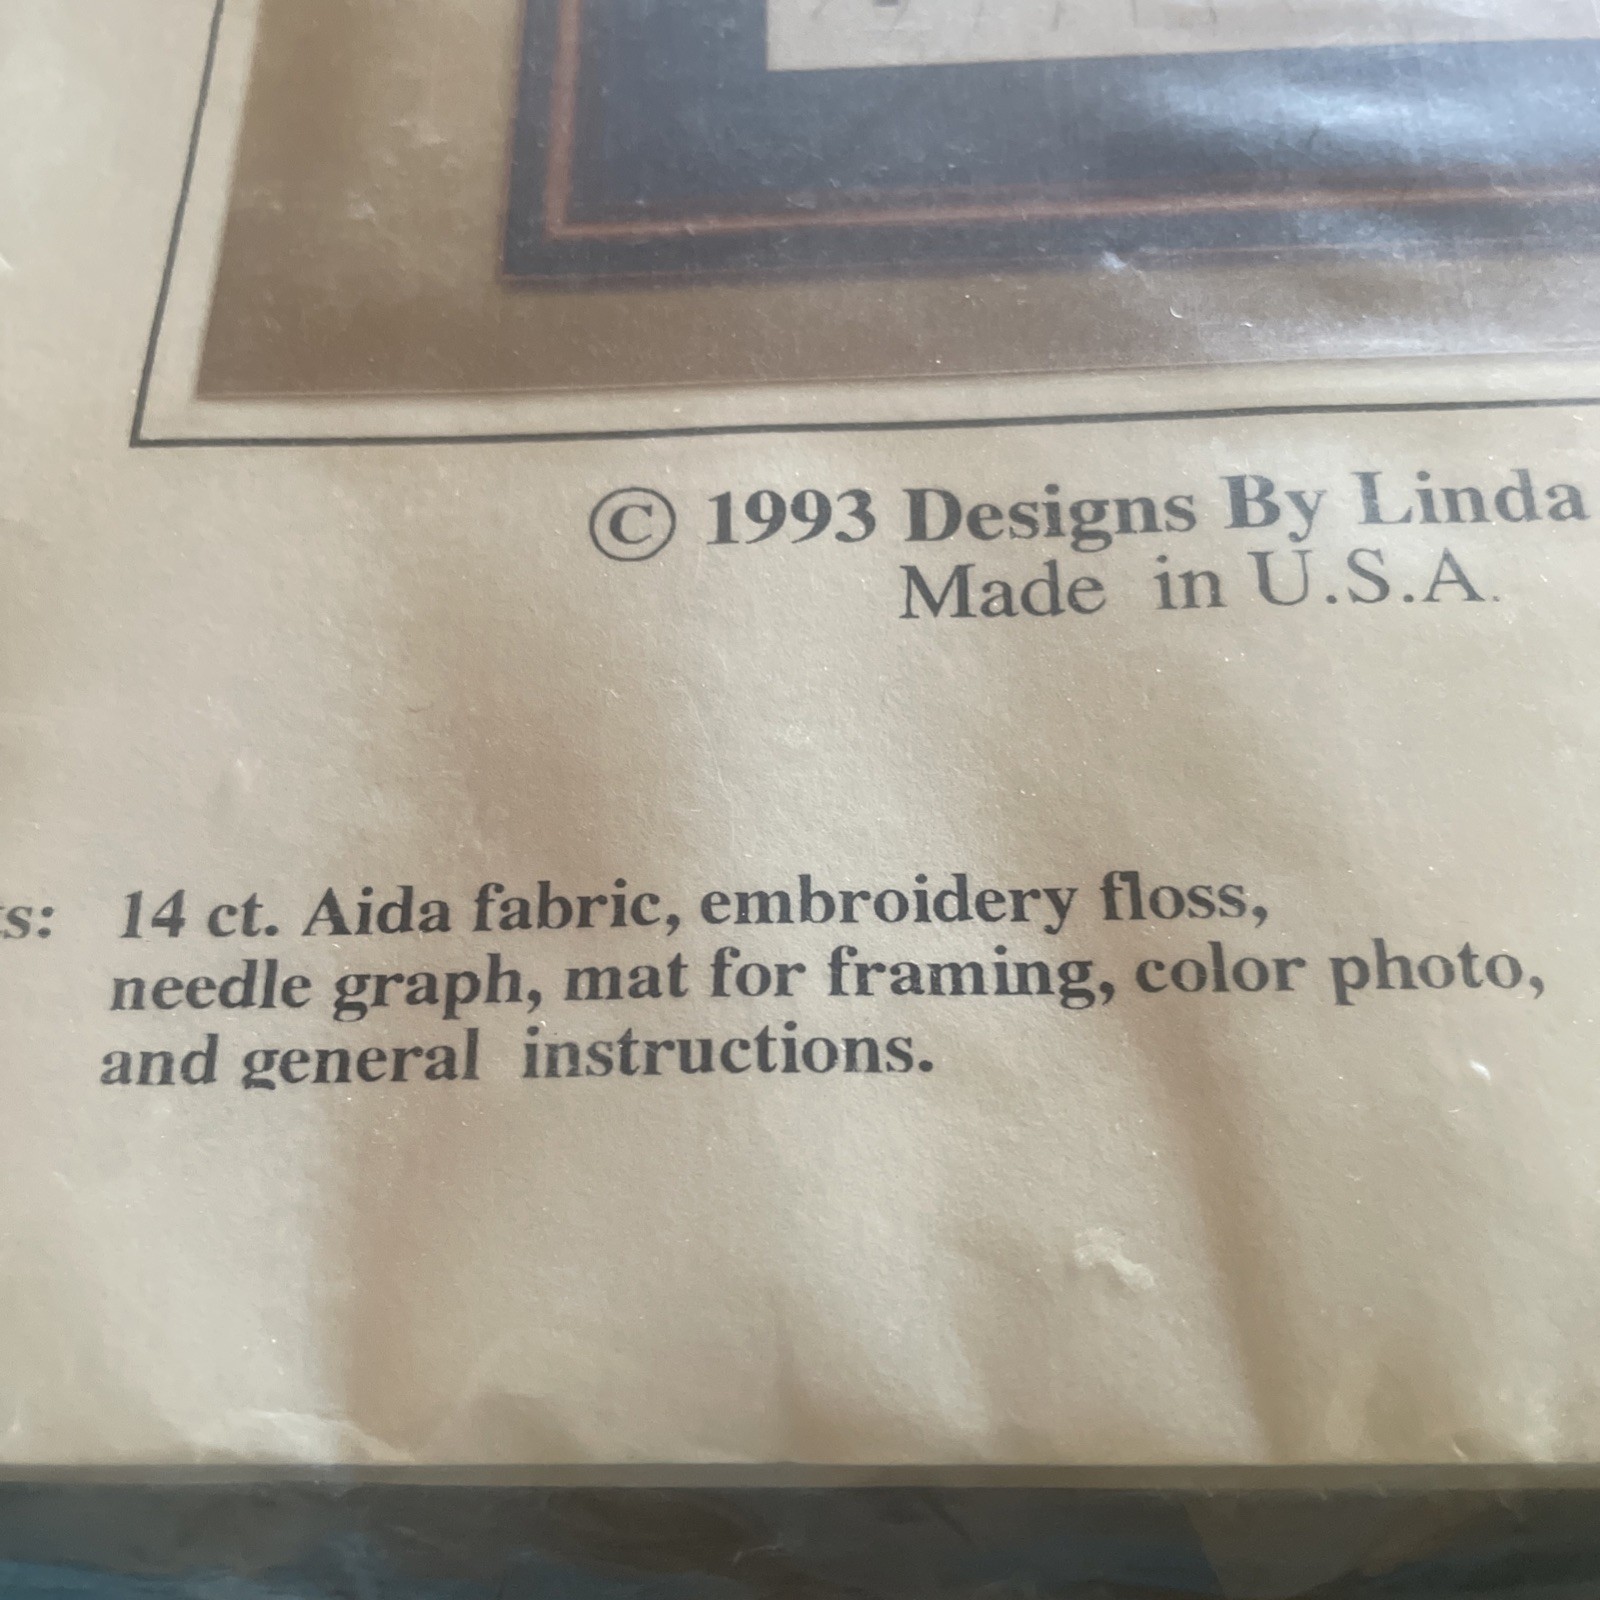 © 1993 Designs By Linda
Made in U.S.A.
s: 14 ct. Aida fabric, embroidery floss,
needle graph, mat for framing, color photo,
and general instructions.